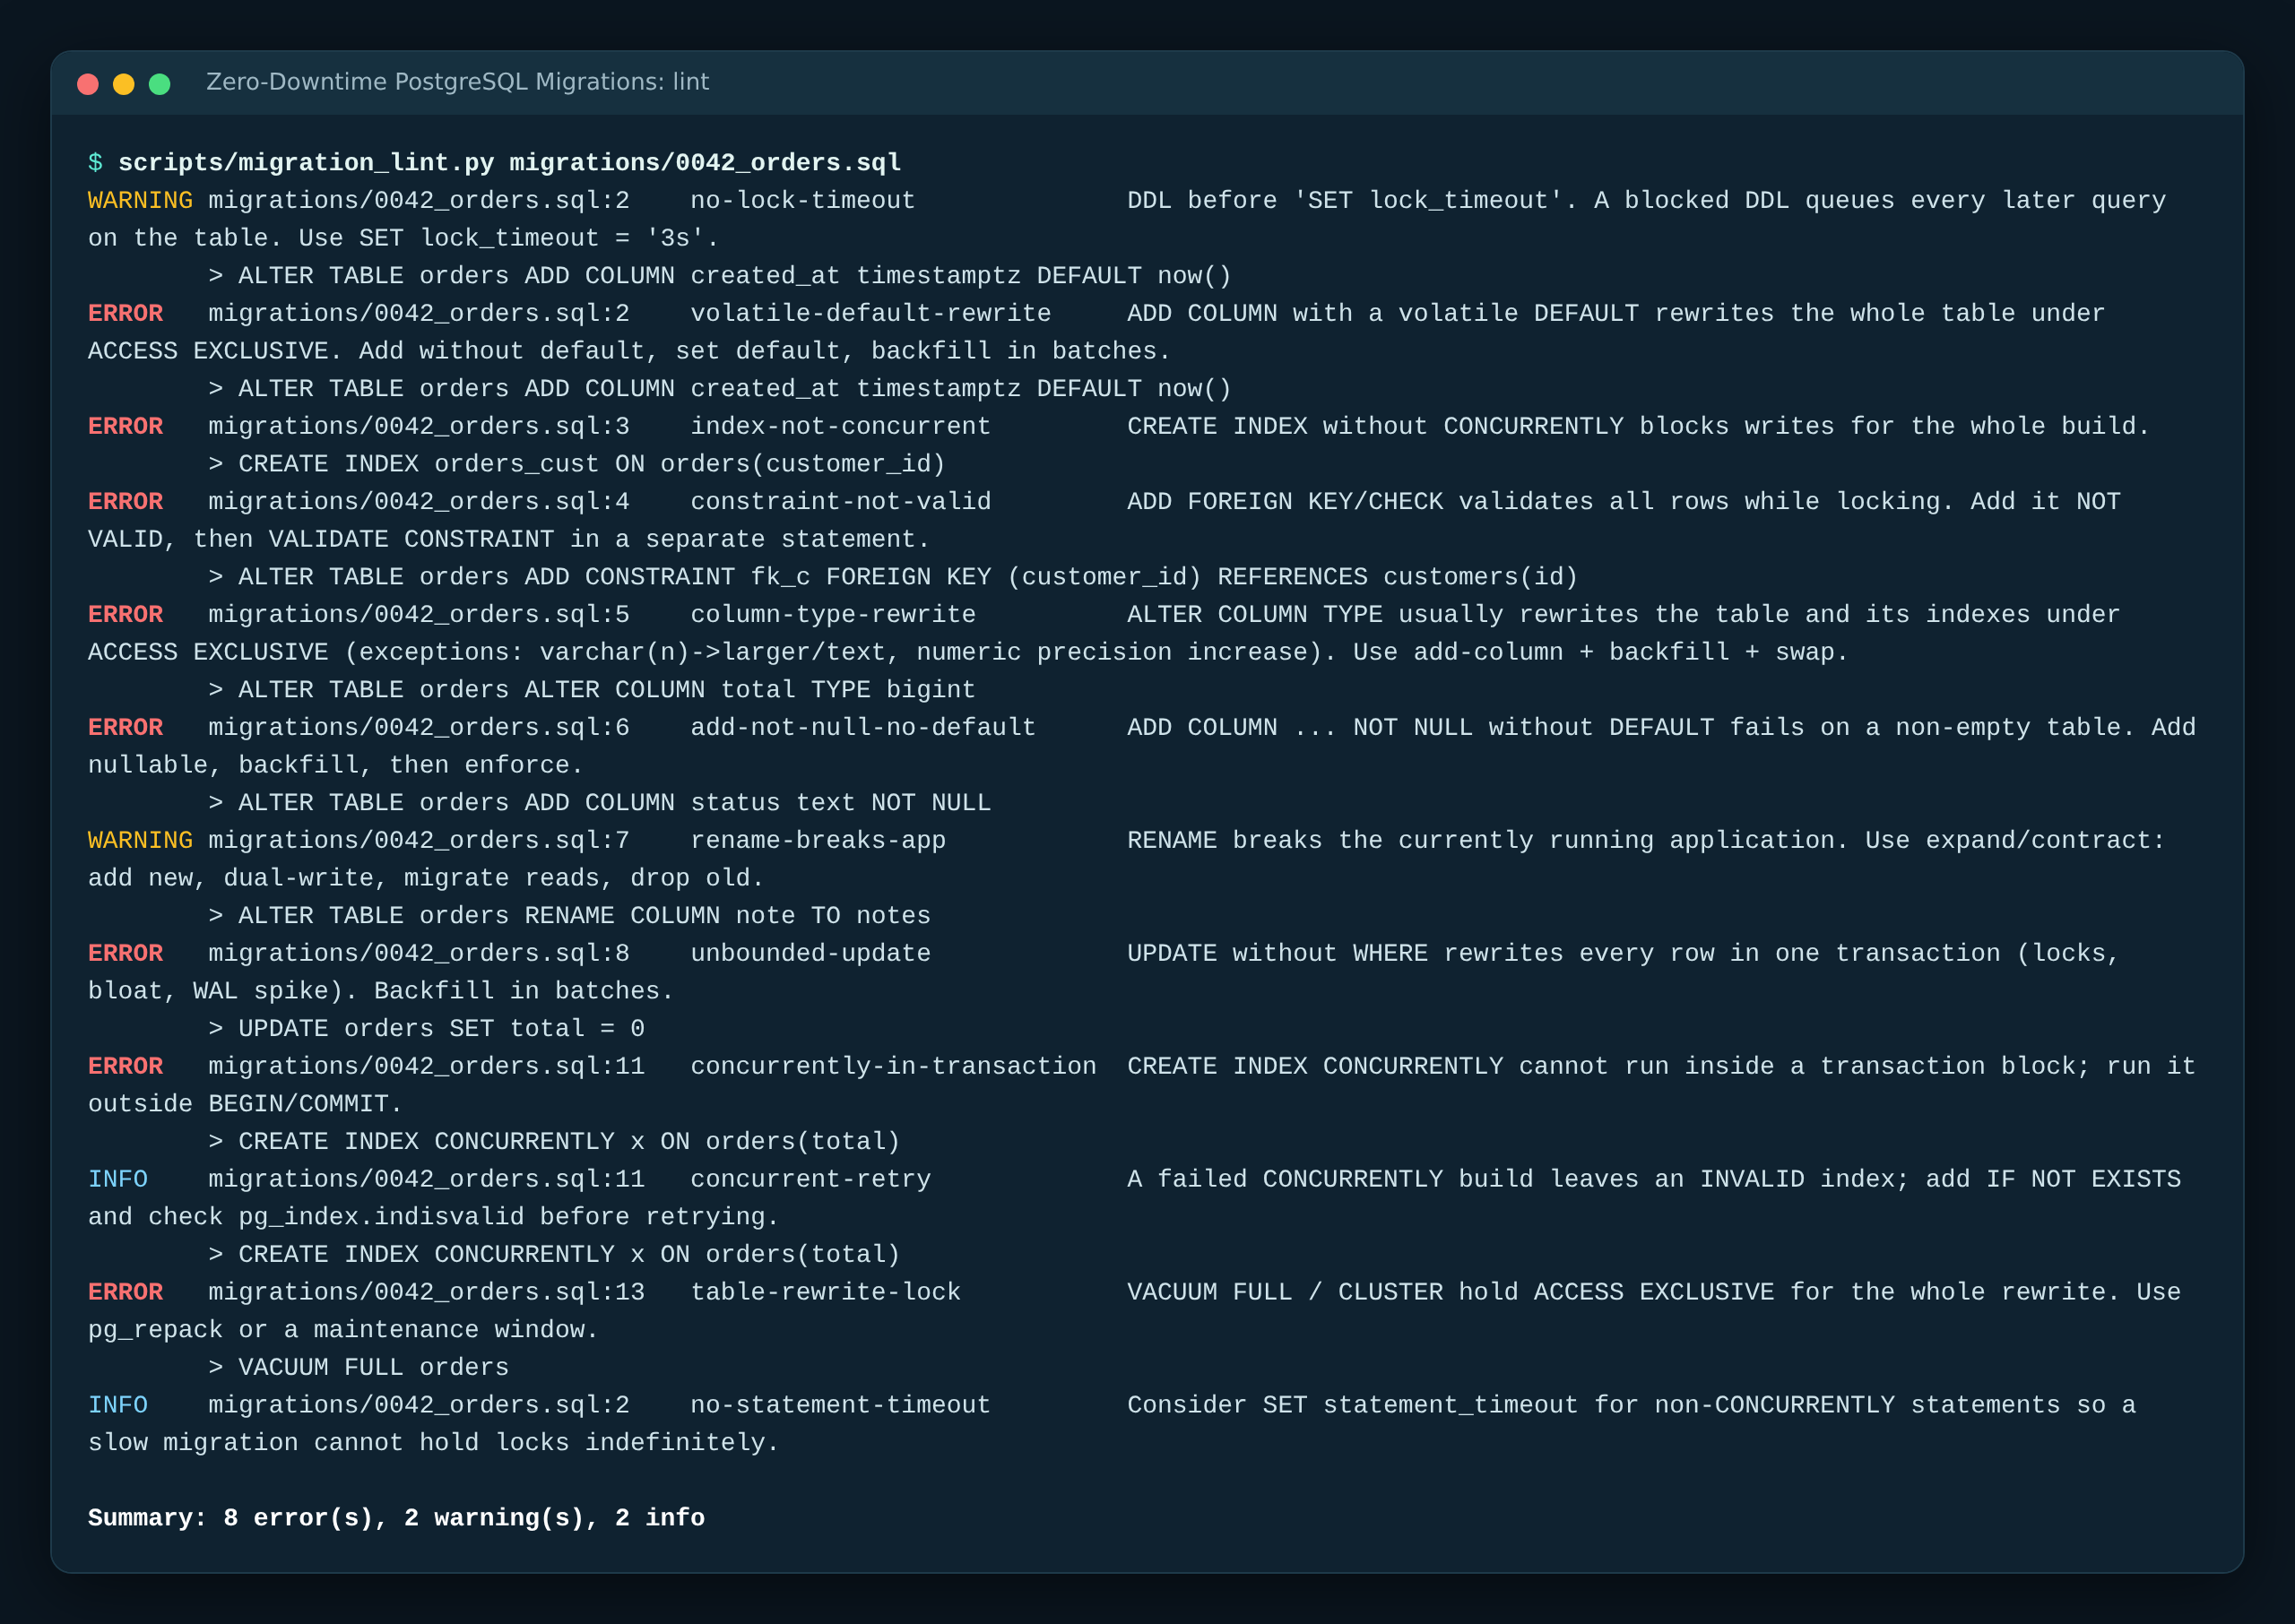 Zero-Downtime PostgreSQL Migrations: lint
$ scripts/migration_lint.py migrations/0042_orders.sql
WARNING migrations/0042_orders.sql:2    no-lock-timeout              DDL before 'SET lock_timeout'. A blocked DDL queues every later query
on the table. Use SET lock_timeout = '3s'.
        > ALTER TABLE orders ADD COLUMN created_at timestamptz DEFAULT now()
ERROR   migrations/0042_orders.sql:2    volatile-default-rewrite     ADD COLUMN with a volatile DEFAULT rewrites the whole table under
ACCESS EXCLUSIVE. Add without default, set default, backfill in batches.
        > ALTER TABLE orders ADD COLUMN created_at timestamptz DEFAULT now()
ERROR   migrations/0042_orders.sql:3    index-not-concurrent         CREATE INDEX without CONCURRENTLY blocks writes for the whole build.
        > CREATE INDEX orders_cust ON orders(customer_id)
ERROR   migrations/0042_orders.sql:4    constraint-not-valid         ADD FOREIGN KEY/CHECK validates all rows while locking. Add it NOT
VALID, then VALIDATE CONSTRAINT in a separate statement.
        > ALTER TABLE orders ADD CONSTRAINT fk_c FOREIGN KEY (customer_id) REFERENCES customers(id)
ERROR   migrations/0042_orders.sql:5    column-type-rewrite          ALTER COLUMN TYPE usually rewrites the table and its indexes under
ACCESS EXCLUSIVE (exceptions: varchar(n)->larger/text, numeric precision increase). Use add-column + backfill + swap.
        > ALTER TABLE orders ALTER COLUMN total TYPE bigint
ERROR   migrations/0042_orders.sql:6    add-not-null-no-default      ADD COLUMN ... NOT NULL without DEFAULT fails on a non-empty table. Add
nullable, backfill, then enforce.
        > ALTER TABLE orders ADD COLUMN status text NOT NULL
WARNING migrations/0042_orders.sql:7    rename-breaks-app            RENAME breaks the currently running application. Use expand/contract:
add new, dual-write, migrate reads, drop old.
        > ALTER TABLE orders RENAME COLUMN note TO notes
ERROR   migrations/0042_orders.sql:8    unbounded-update             UPDATE without WHERE rewrites every row in one transaction (locks,
bloat, WAL spike). Backfill in batches.
        > UPDATE orders SET total = 0
ERROR   migrations/0042_orders.sql:11   concurrently-in-transaction  CREATE INDEX CONCURRENTLY cannot run inside a transaction block; run it
outside BEGIN/COMMIT.
        > CREATE INDEX CONCURRENTLY x ON orders(total)
INFO    migrations/0042_orders.sql:11   concurrent-retry             A failed CONCURRENTLY build leaves an INVALID index; add IF NOT EXISTS
and check pg_index.indisvalid before retrying.
        > CREATE INDEX CONCURRENTLY x ON orders(total)
ERROR   migrations/0042_orders.sql:13   table-rewrite-lock           VACUUM FULL / CLUSTER hold ACCESS EXCLUSIVE for the whole rewrite. Use
pg_repack or a maintenance window.
        > VACUUM FULL orders
INFO    migrations/0042_orders.sql:2    no-statement-timeout         Consider SET statement_timeout for non-CONCURRENTLY statements so a
slow migration cannot hold locks indefinitely.
Summary: 8 error(s), 2 warning(s), 2 info